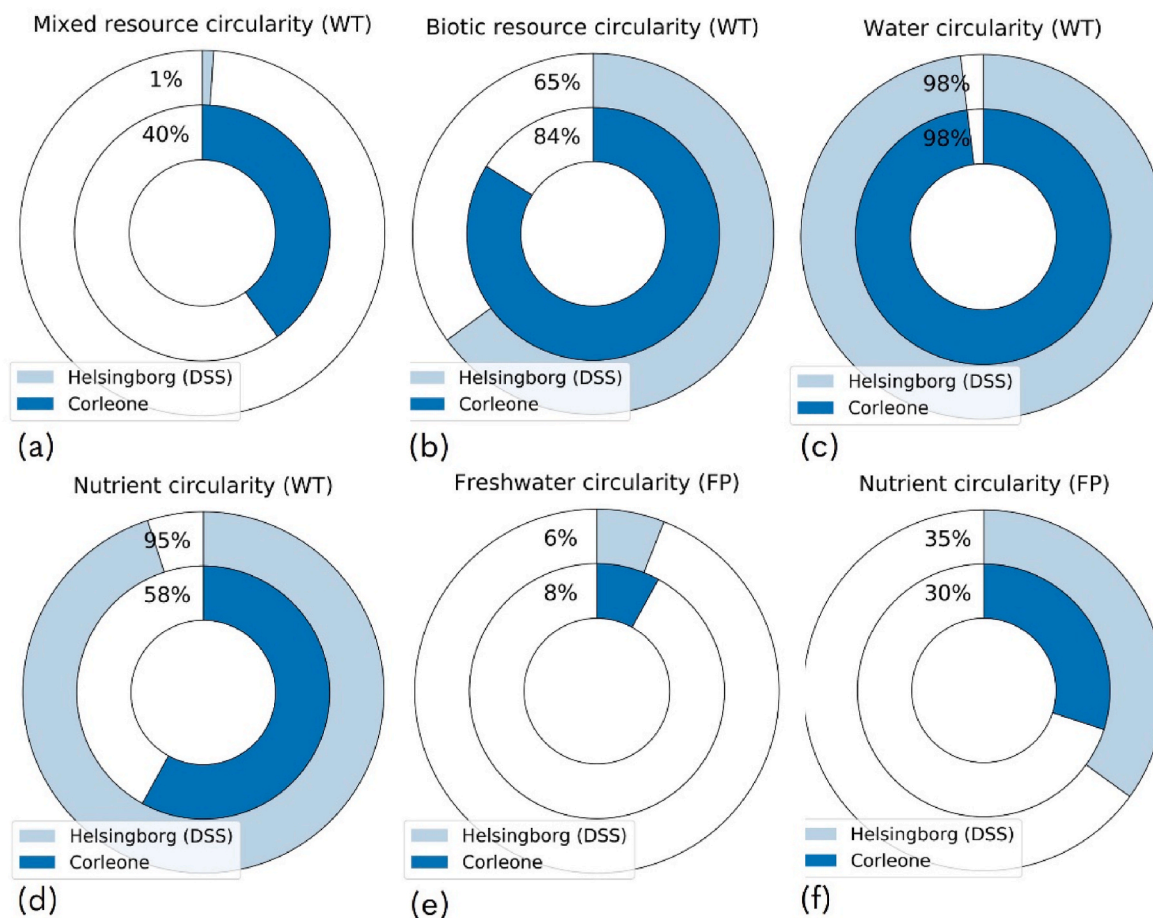 Mixed resource circularity (WT)
1%
40%
Helsingborg (DSS)
Corleone
(a)
Biotic resource circularity (WT)
65%
84%
Helsingborg (DSS)
Corleone
(b)
Water circularity (WT)
98%
98%
Helsingborg (DSS)
Corleone
(c)
Nutrient circularity (WT)
95%
58%
Helsingborg (DSS)
Corleone
(d)
Freshwater circularity (FP)
6%
8%
Helsingborg (DSS)
Corleone
(e)
Nutrient circularity (FP)
35%
30%
Helsingborg (DSS)
Corleone
(f)